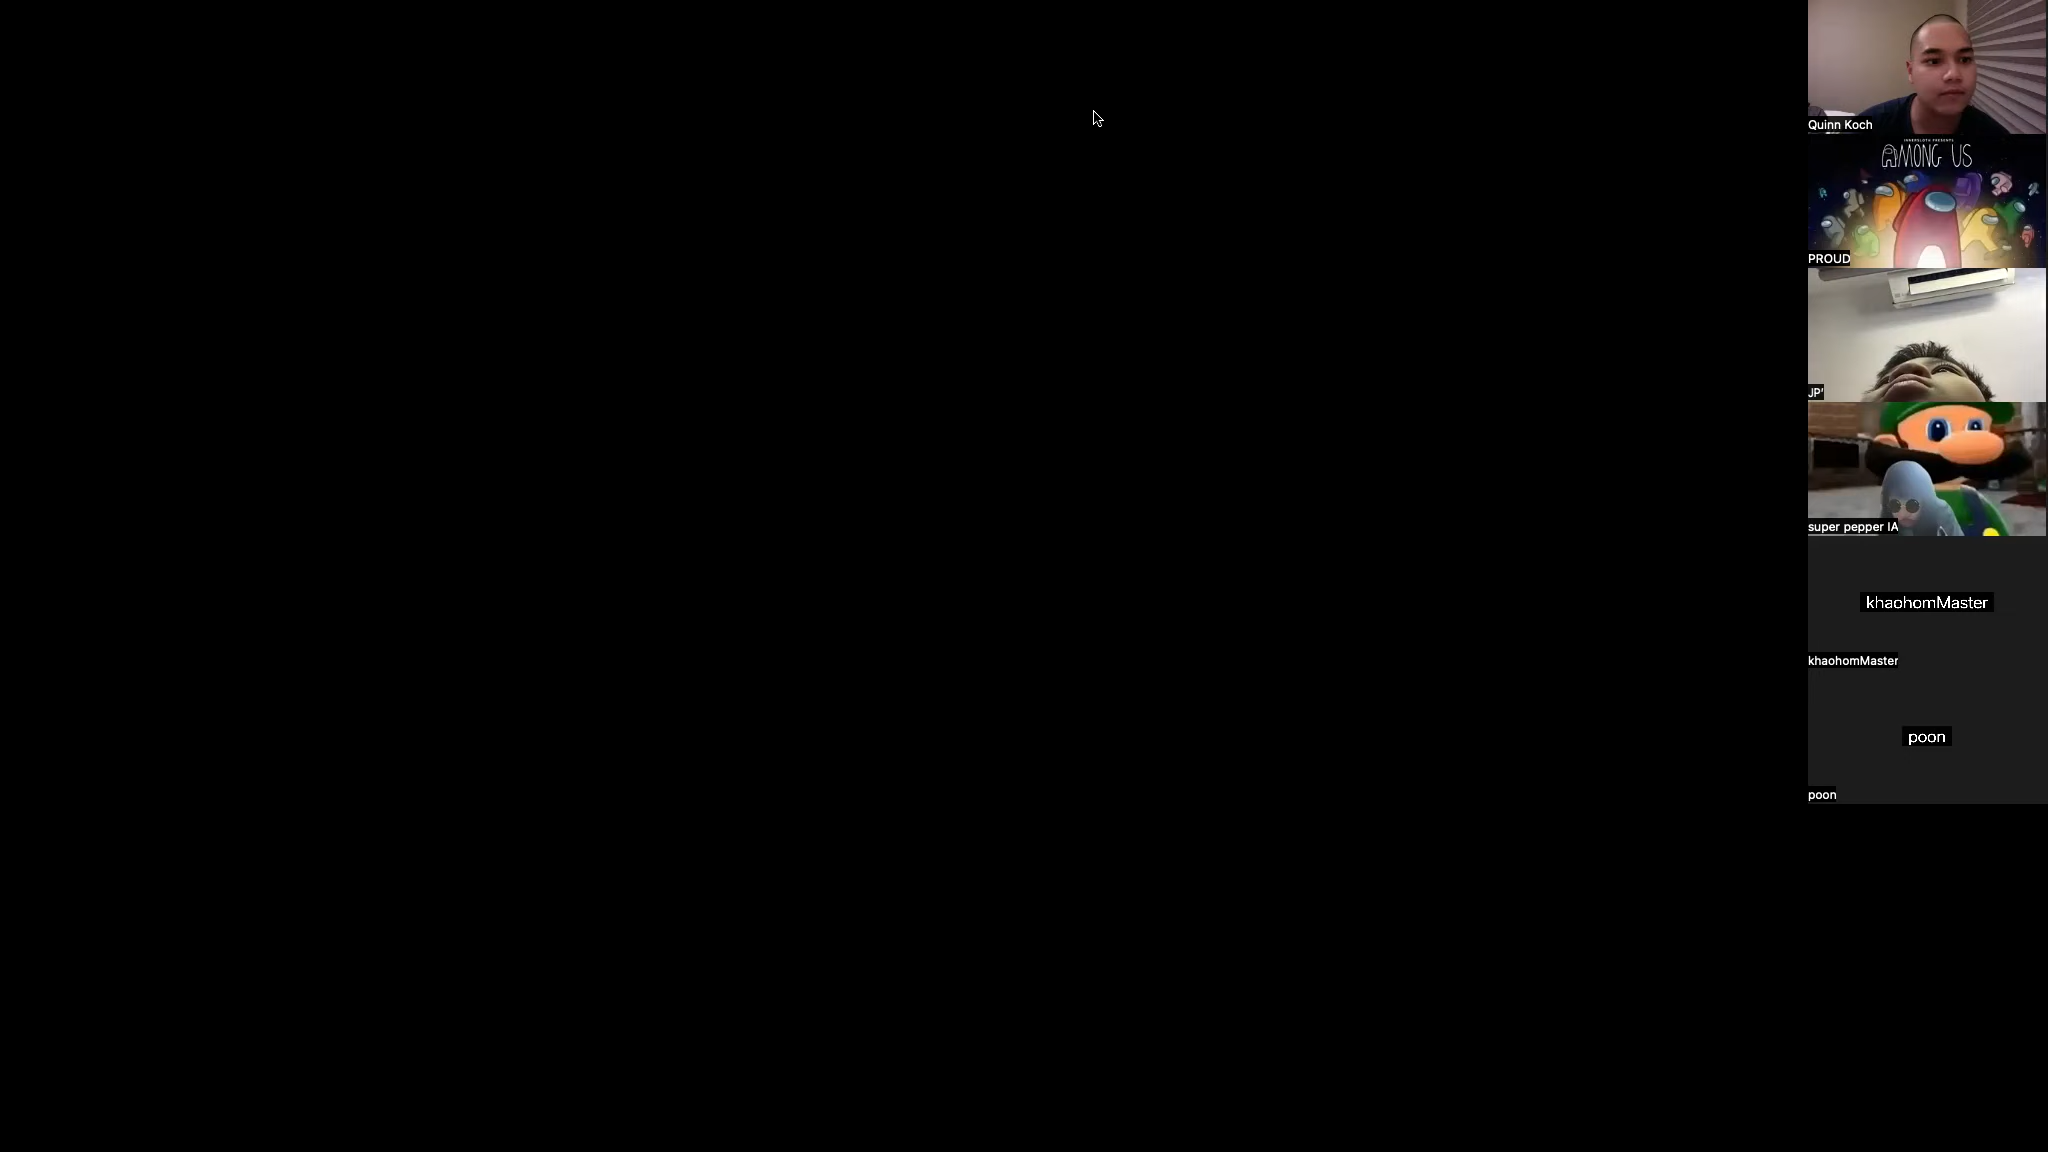 Quinn Koch
AMONG US
PROUD
JP'
super pepper IA
khaohomMaster
khaohomMaster
poon
poon